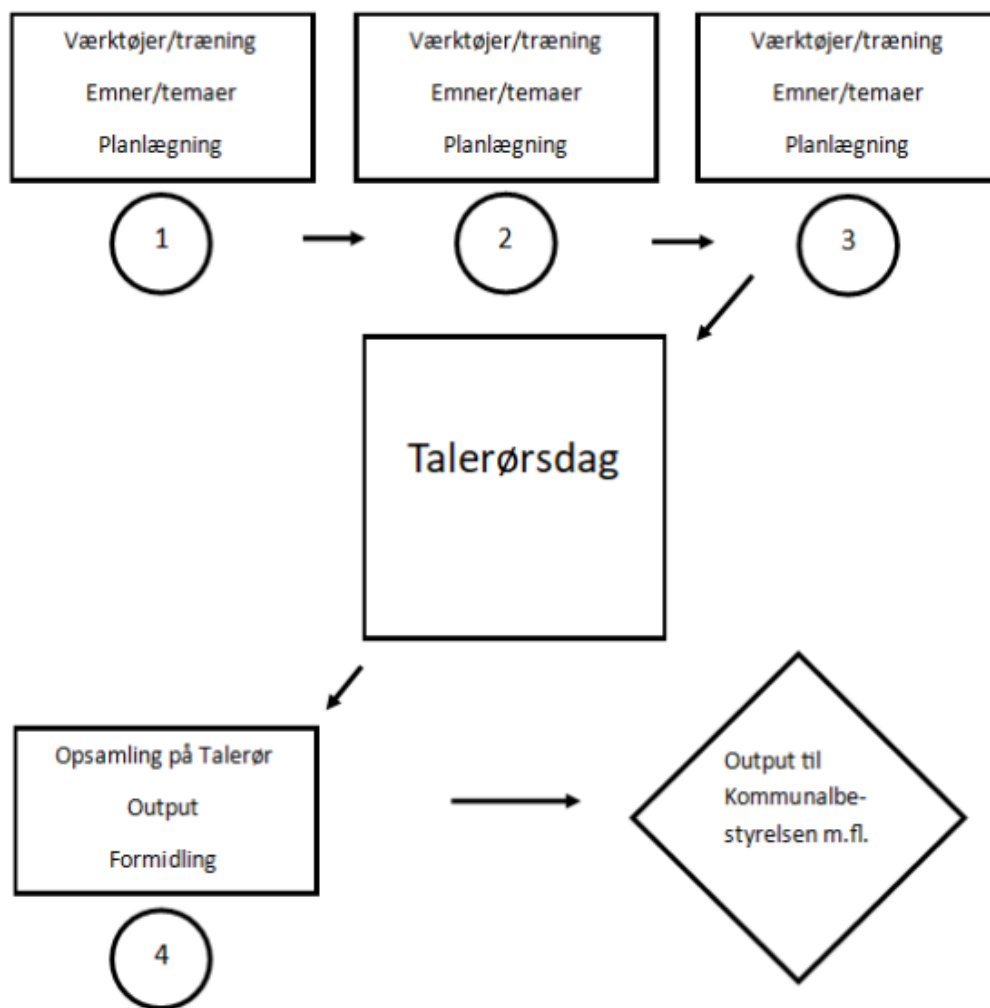 Værktøjer/træning
Emner/temaer
Planlægning
1
Værktøjer/træning
Emner/temaer
Planlægning
2
Værktøjer/træning
Emner/temaer
Planlægning
3
Talerørsdag
Opsamling på Talerør
Output
Formidling
4
Output til
Kommunalbe-
styrelsen m.fl.